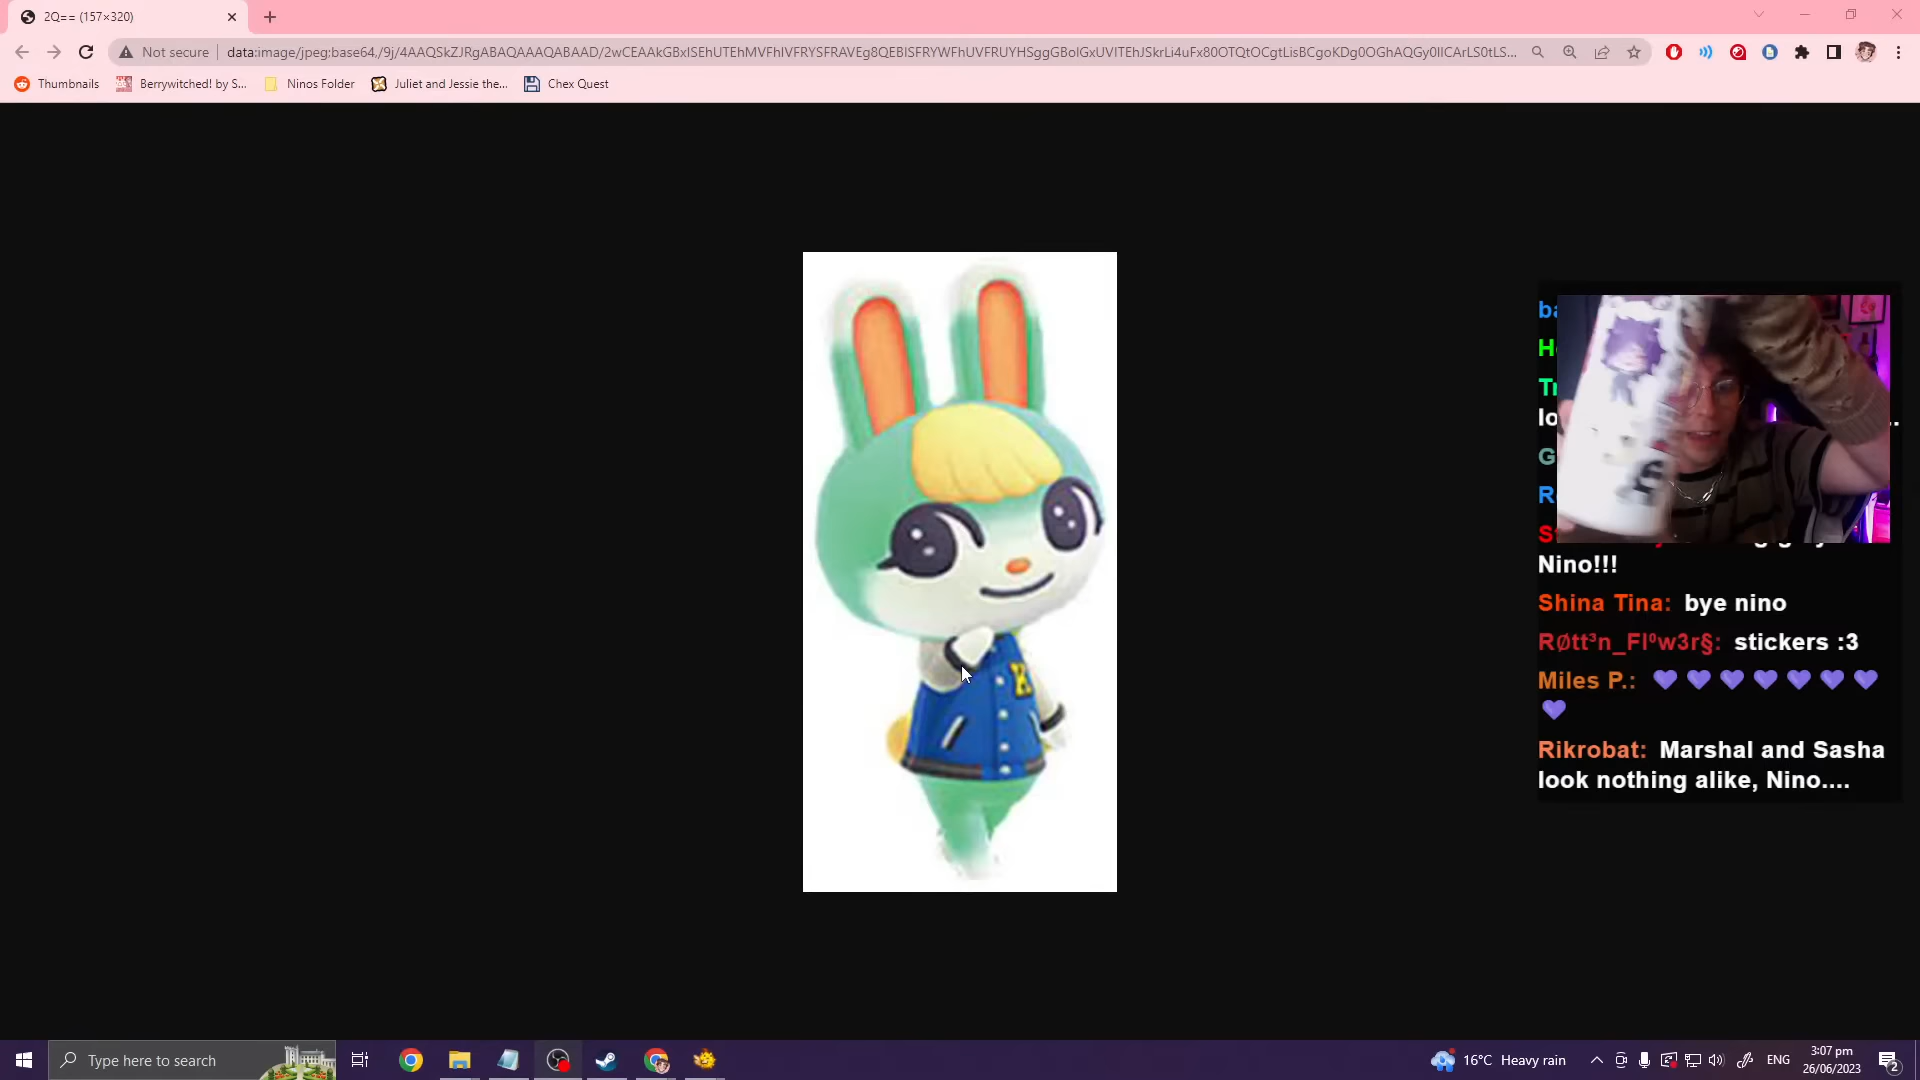 2Q== (157×320)
Not secure
data:image/jpeg;base64,/9j/4AAQSkZJRgABAQAAAQABAAD/2wCEAAkGBxISEhUTEhMVFhIVFRYSFRAVEg8QEBISFRYWFhUVFRUYHSggGBolGxUVITEhJSkrLi4uFx80OTQtOCgtLisBCgoKDg0OGhAQGy0lICArLS0tLS...
Thumbnails
Berrywitched! by S...
Ninos Folder
Juliet and Jessie the...
Chex Quest
K
Nino!!!
Shina Tina: bye nino
RØtt³n_Fl⁰w3r§: stickers :3
Miles P.: 💜 💜 💜 💜 💜 💜 💜
💜
Rikrobat: Marshal and Sasha
look nothing alike, Nino....
Type here to search
16°C Heavy rain
ENG
3:07 pm
26/06/2023
2